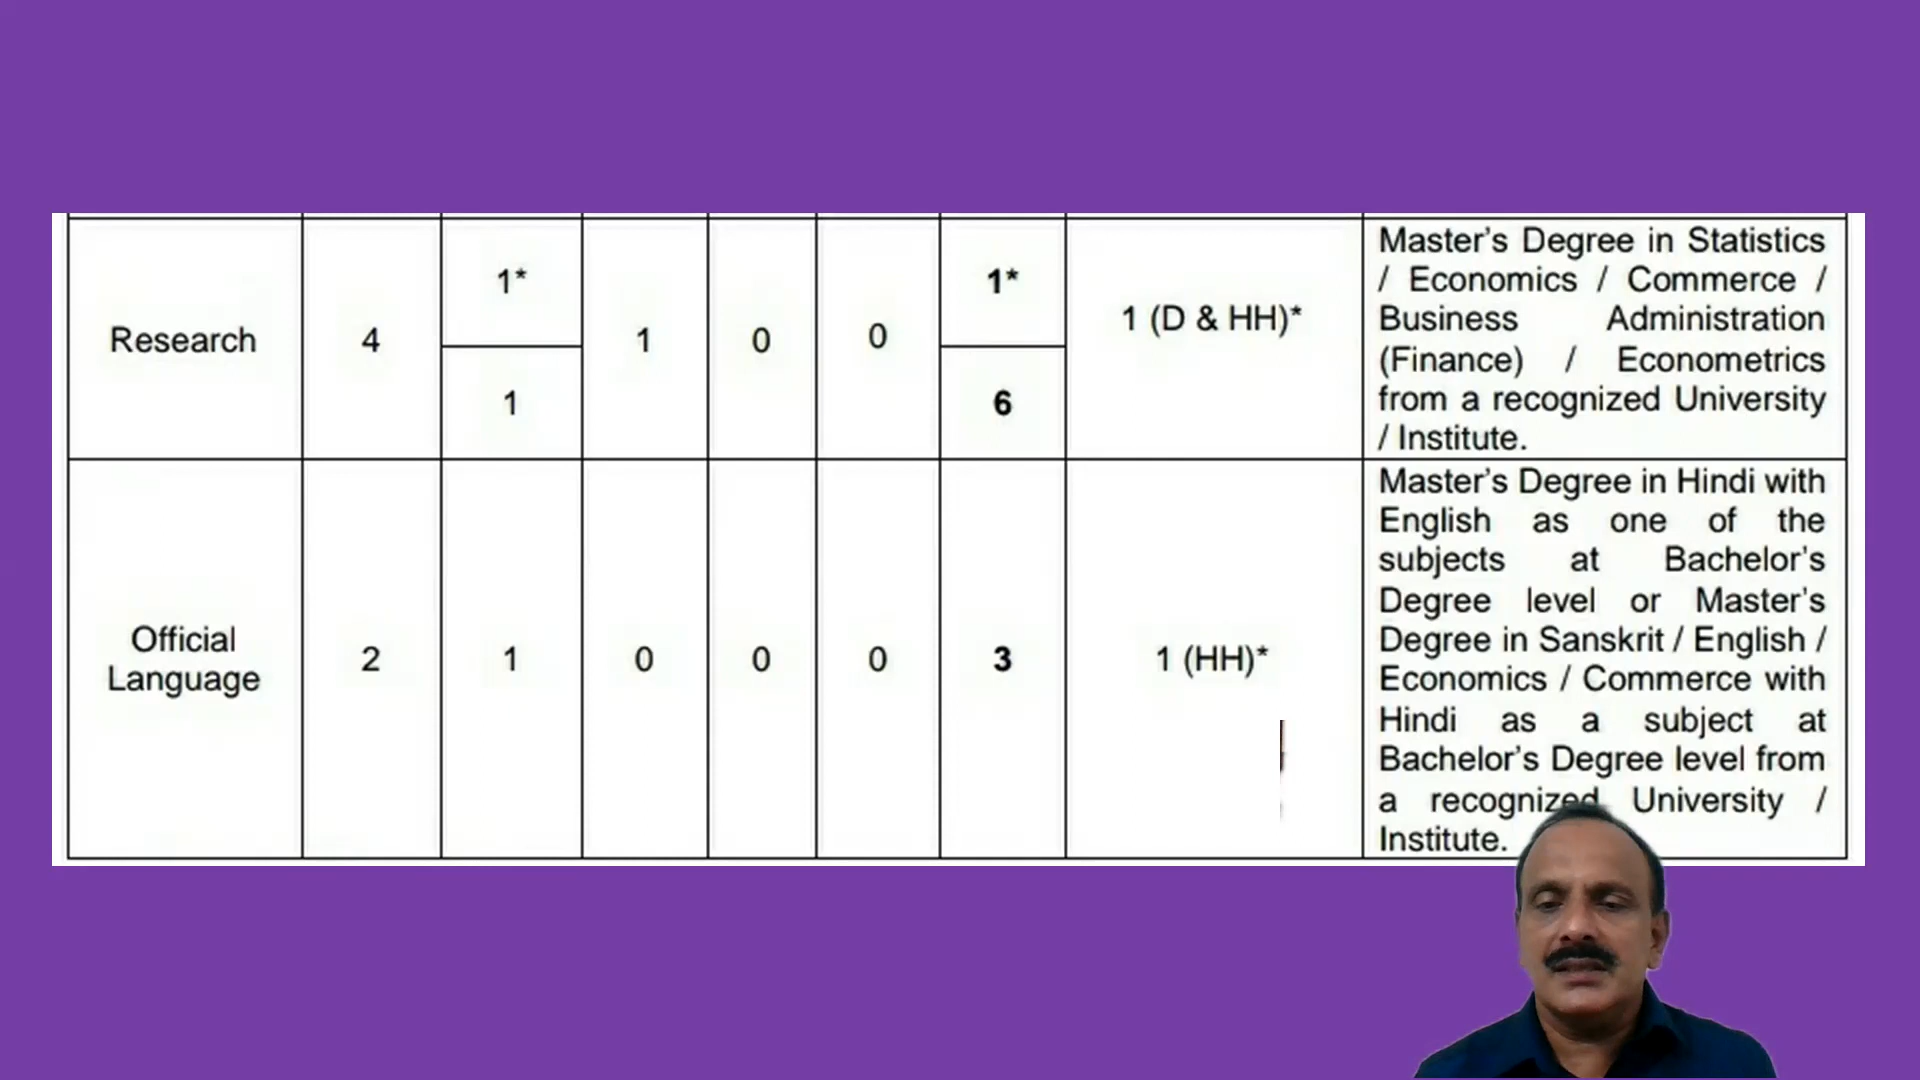 Research
4
1*
1
1
0
0
1*
6
1 (D & HH)*
Master's Degree in Statistics
/ Economics / Commerce /
Business Administration
(Finance) / Econometrics
from a recognized University
/ Institute.
Official
Language
2
1
0
0
0
3
1 (HH)*
Master's Degree in Hindi with
English as one of the
subjects at Bachelor's
Degree level or Master's
Degree in Sanskrit / English /
Economics / Commerce with
Hindi as a subject at
Bachelor's Degree level from
a recognized University /
Institute.